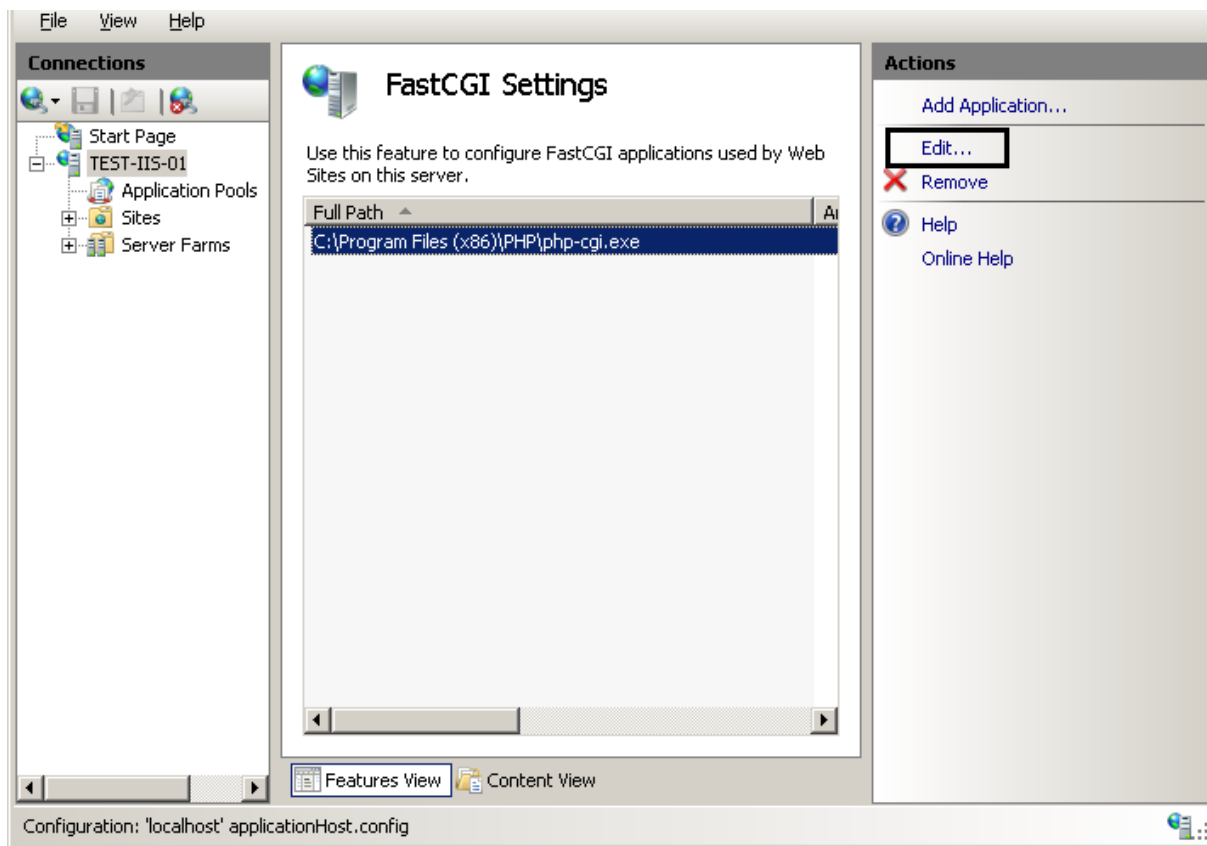 File View Help
Connections
Start Page
TEST-IIS-01
Application Pools
Sites
Server Farms
FastCGI Settings
Use this feature to configure FastCGI applications used by Web
Sites on this server.
Full Path
C:\Program Files (x86)\PHP\php-cgi.exe
Features View Content View
Actions
Add Application...
Edit...
Remove
Help
Online Help
Configuration: 'localhost' applicationHost.config